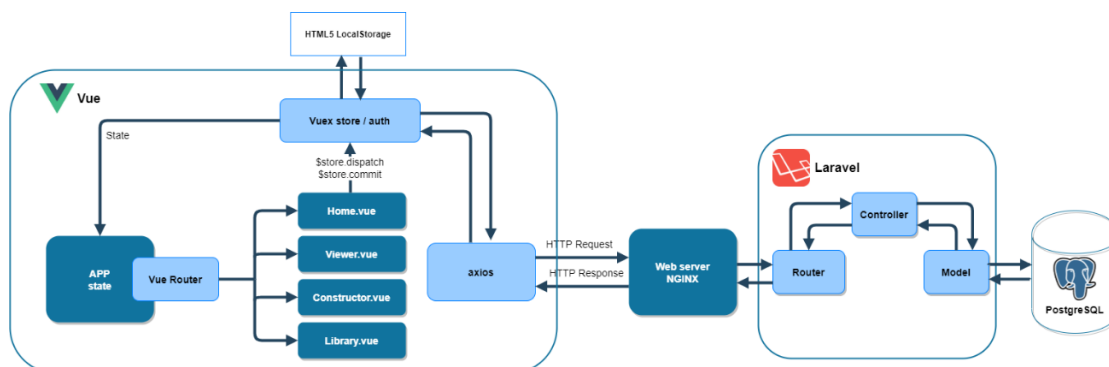 HTML5 LocalStorage
Vue
Vuex store / auth
State
$store.dispatch
$store.commit
Home.vue
Viewer.vue
Constructor.vue
Library.vue
APP
state
Vue Router
axios
HTTP Request
HTTP Response
Web server
NGINX
Laravel
Controller
Router
Model
PostgreSQL